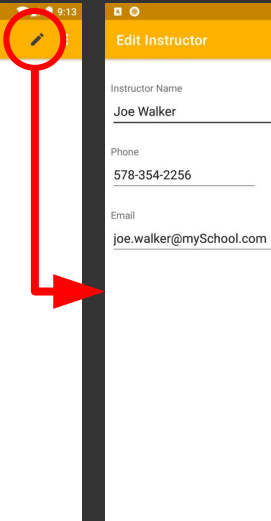 9:13
A
Edit Instructor
Instructor Name
Joe Walker
Phone
578-354-2256
Email
joe.walker@mySchool.com